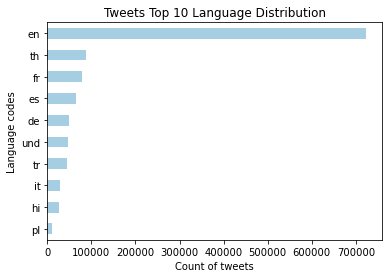 Tweets Top 10 Language Distribution
Language codes
en
th
fr
es
de
und
tr
it
hi
pl
0 100000 200000 300000 400000 500000 600000 700000
Count of tweets